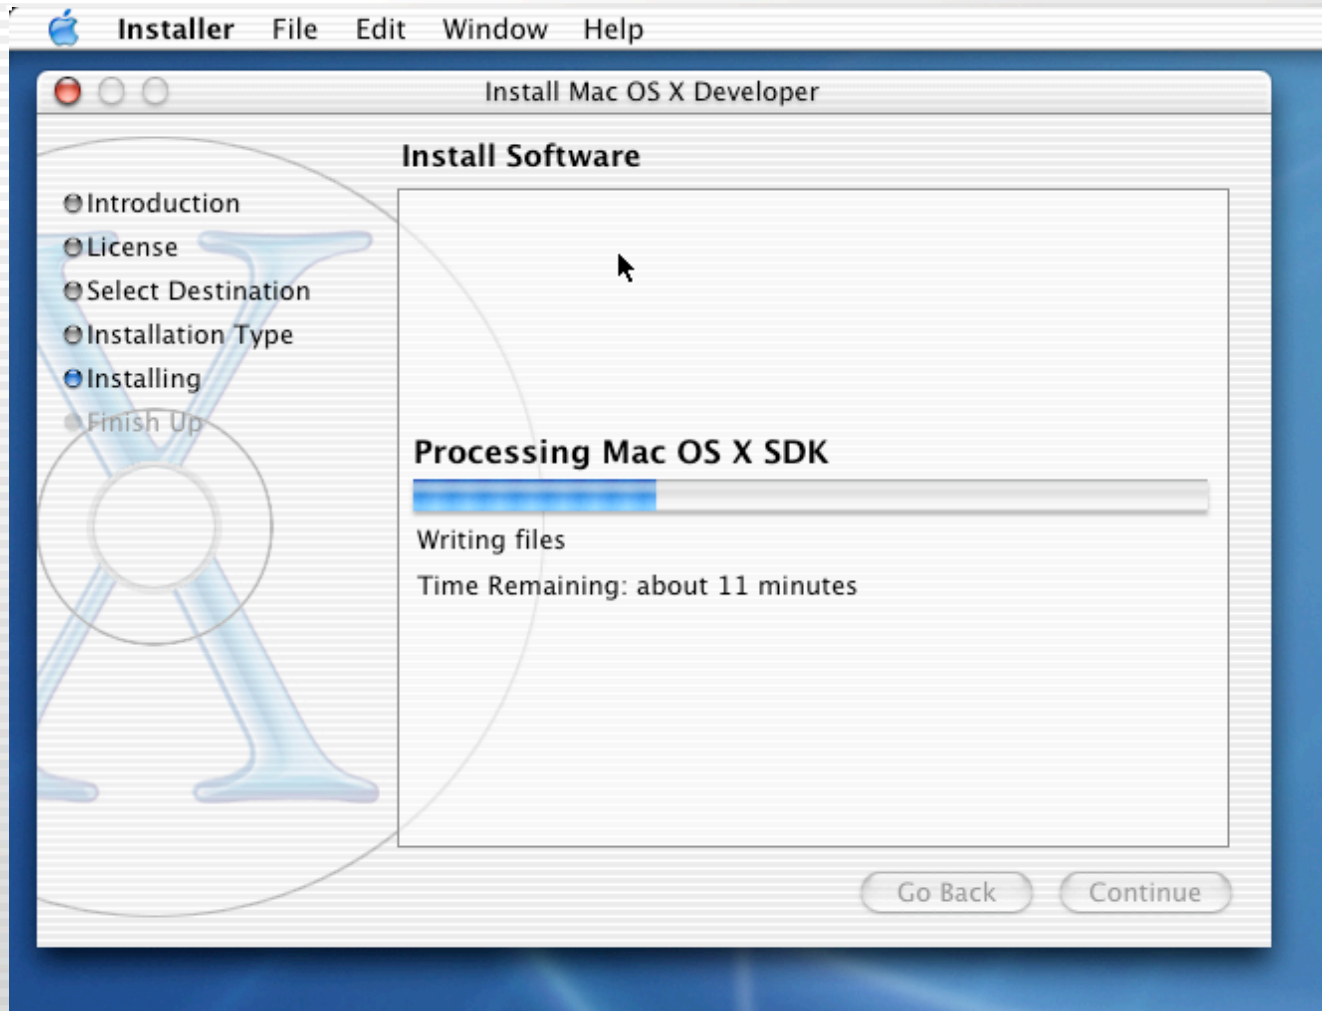 Installer File Edit Window Help
Install Mac OS X Developer
Install Software
Introduction
License
Select Destination
Installation Type
Installing
Finish Up
Processing Mac OS X SDK
Writing files
Time Remaining: about 11 minutes
Go Back Continue